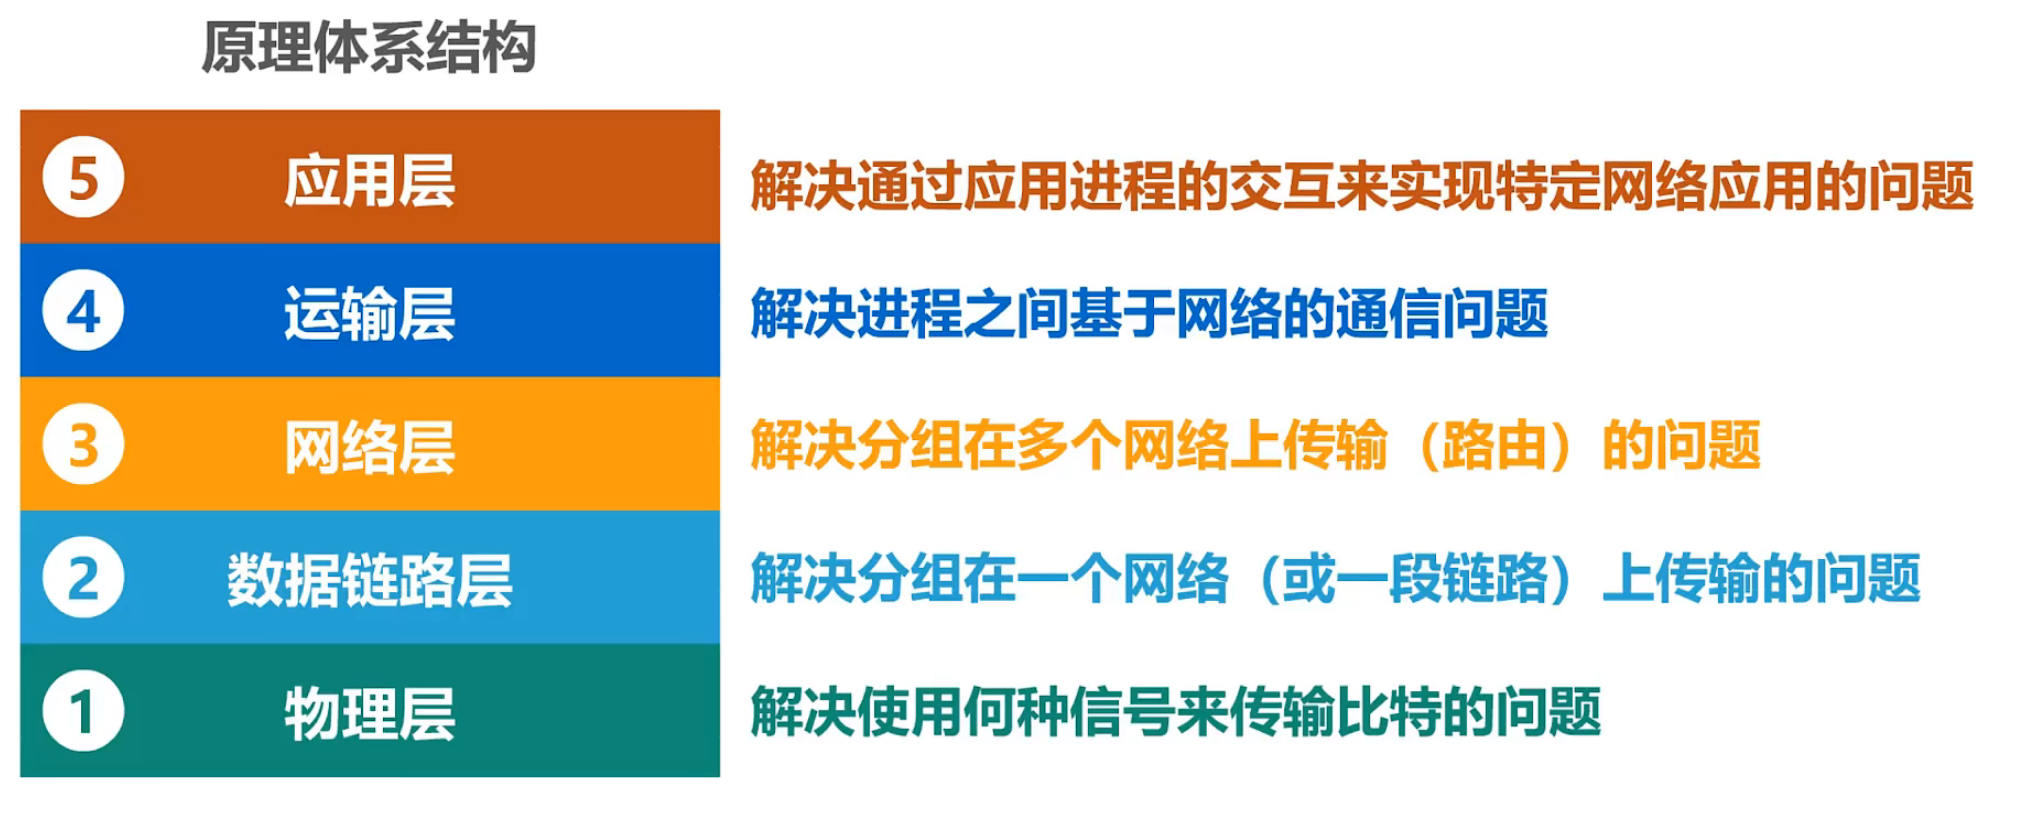 原理体系结构
5 应用层 解决通过应用进程的交互来实现特定网络应用的问题
4 运输层 解决进程之间基于网络的通信问题
3 网络层 解决分组在多个网络上传输（路由）的问题
2 数据链路层 解决分组在一个网络（或一段链路）上传输的问题
1 物理层 解决使用何种信号来传输比特的问题